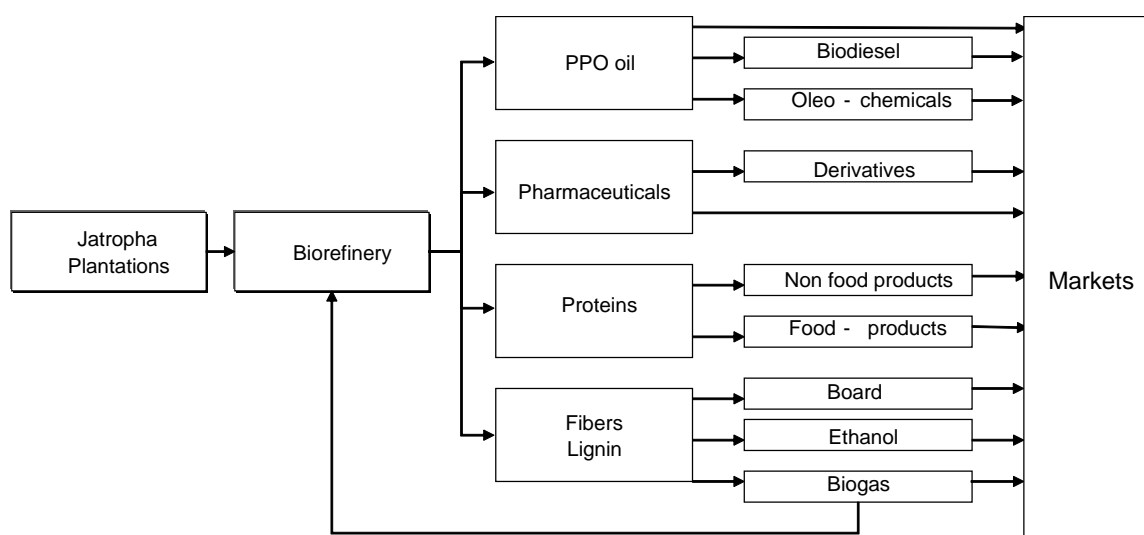 PPO oil
Biodiesel
Oleo - chemicals
Pharmaceuticals
Derivatives
Jatropha
Plantations
Biorefinery
Proteins
Non food products
Food - products
Markets
Fibers
Lignin
Board
Ethanol
Biogas